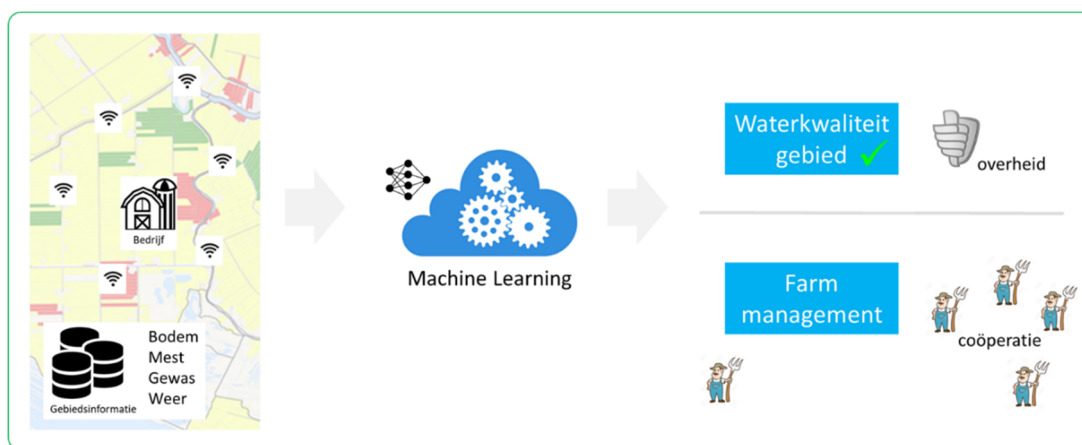 Bedrijf
Gebiedsinformatie
Bodem
Mest
Gewas
Weer
Machine Learning
Waterkwaliteit
gebied
overheid
Farm
management
coöperatie